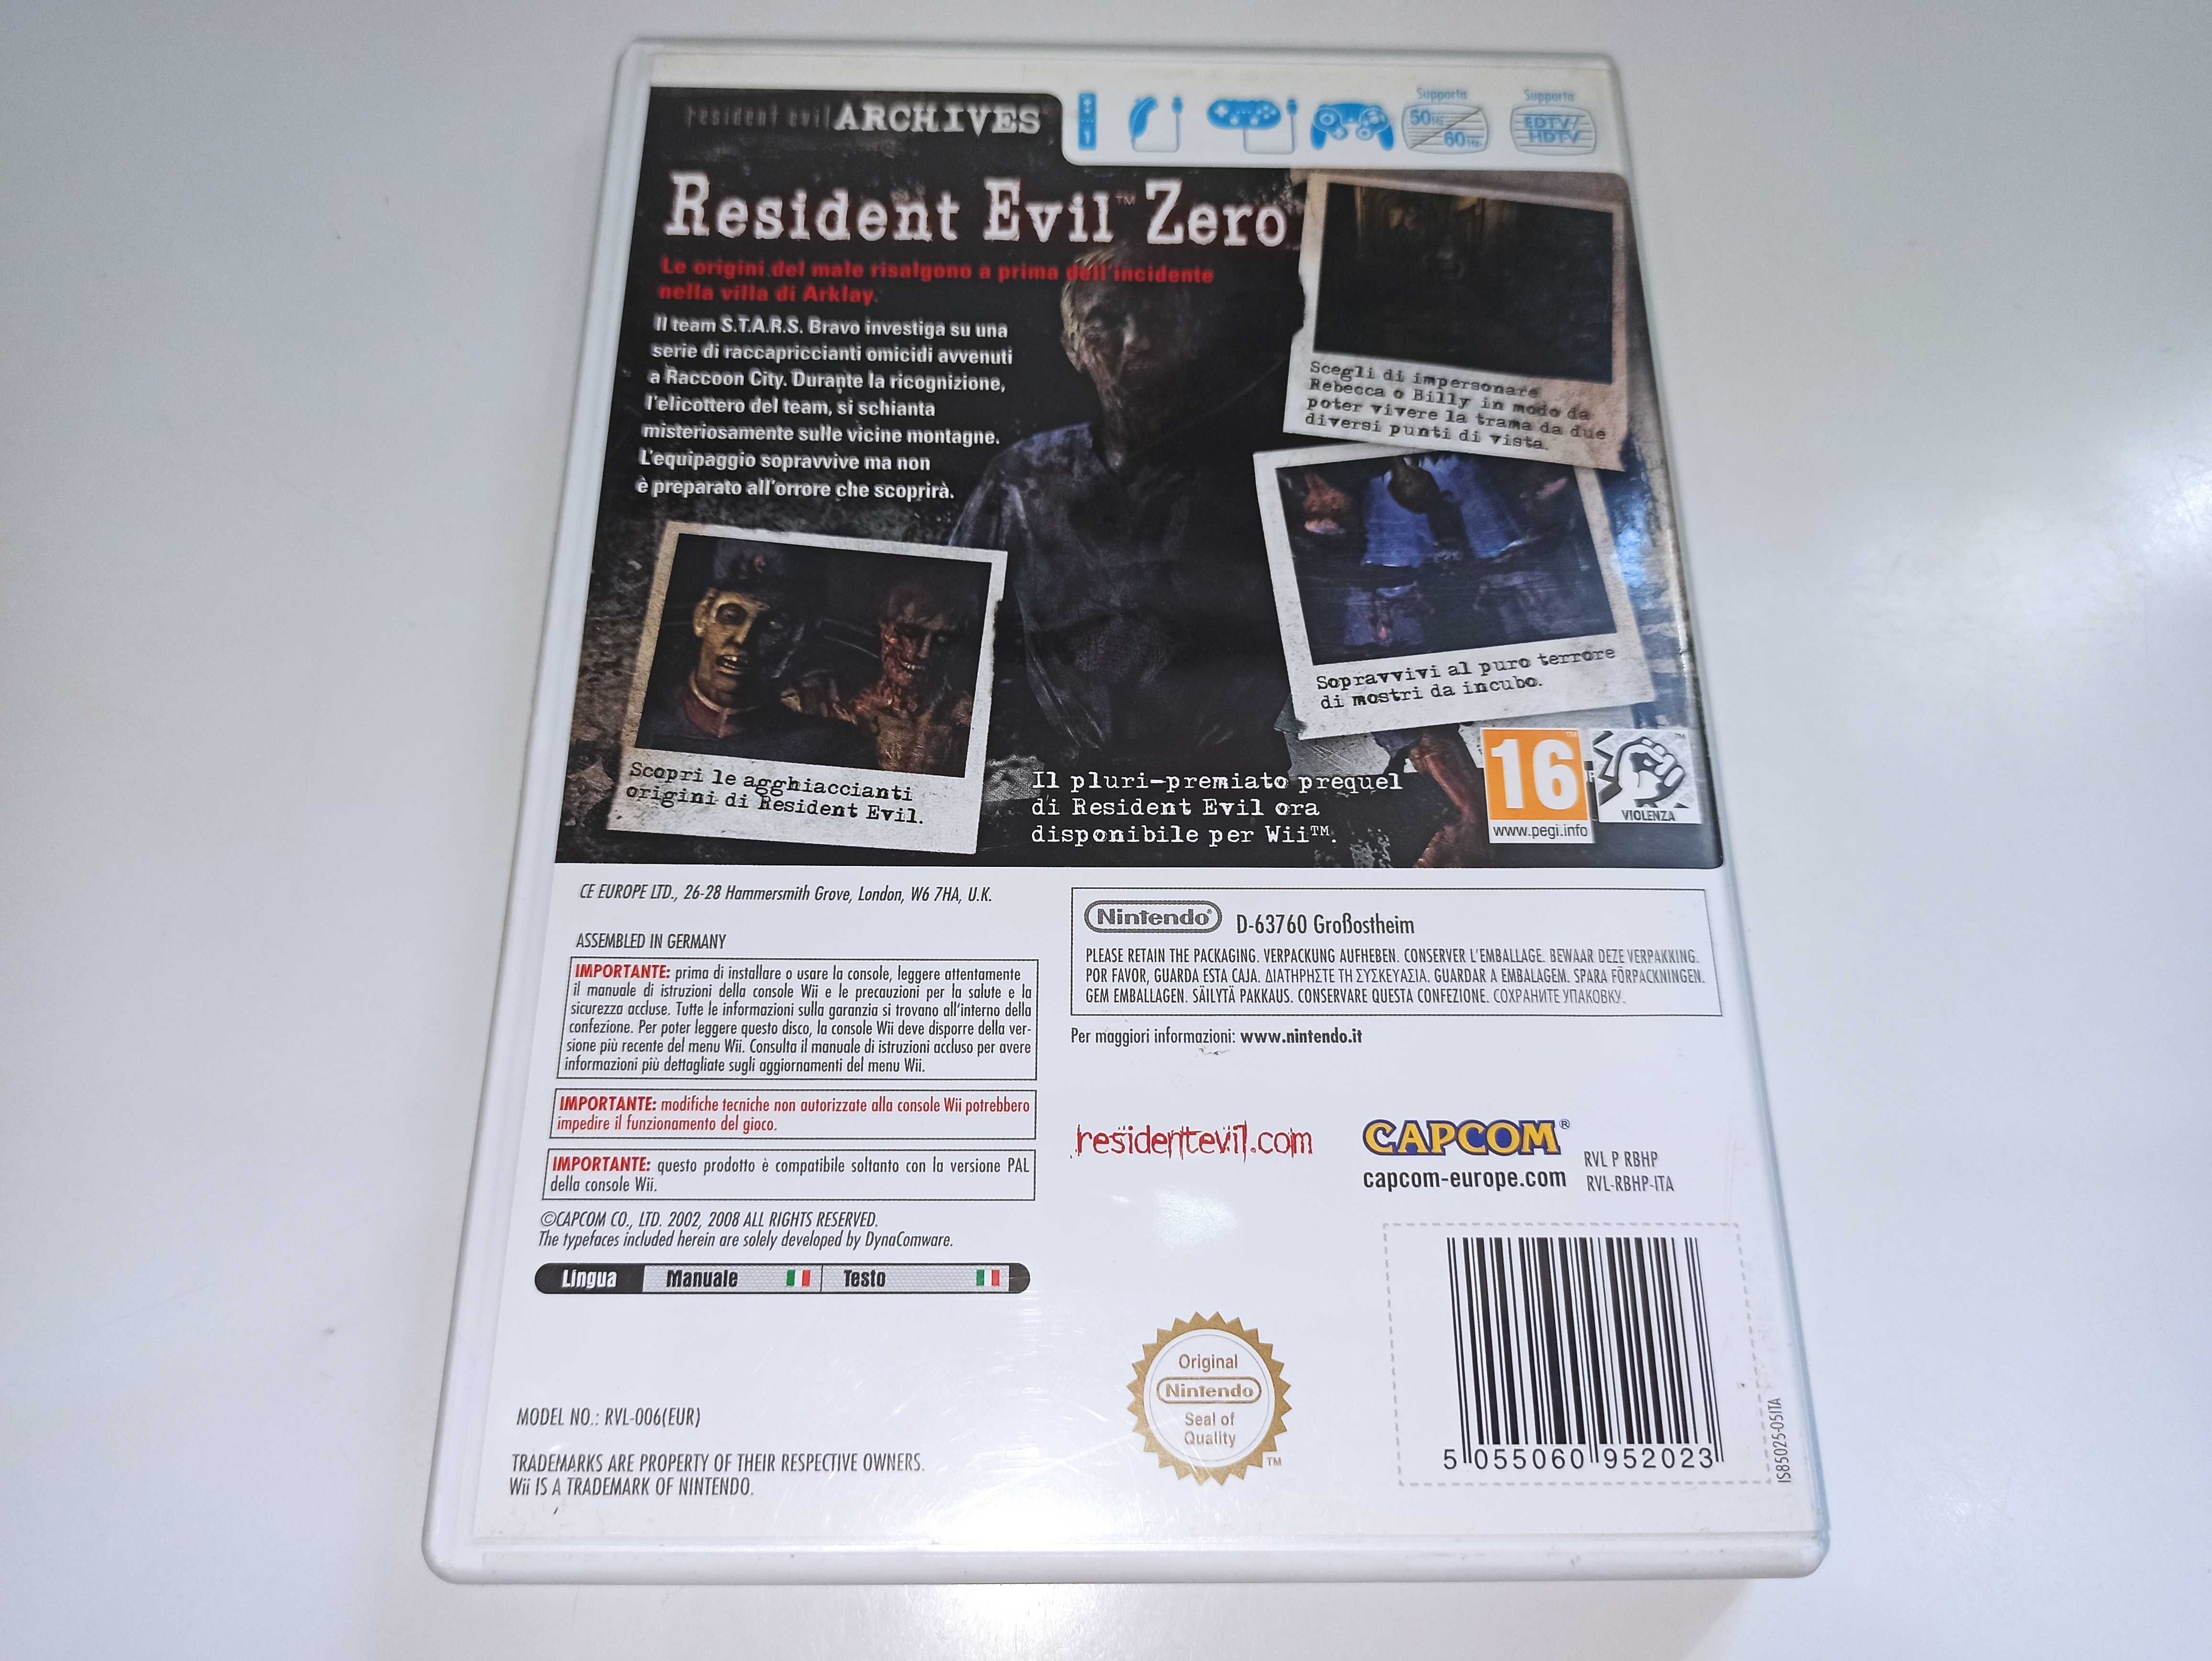 resident evil ARCHIVES
1
Supporta
50Hz
60Hz
Supporta
EDTV/
HDTV
Resident Evil™ Zero
Le origini del male risalgono a prima dell'incidente
nella villa di Arklay.
Il team S.T.A.R.S. Bravo investiga su una
serie di raccapriccianti omicidi avvenuti
a Raccoon City. Durante la ricognizione,
l'elicottero del team, si schianta
misteriosamente sulle vicine montagne.
L'equipaggio sopravvive ma non
è preparato all'orrore che scoprirà.
Scegli di impersonare
Rebecca o Billy in modo da
poter vivere la trama da due
diversi punti di vista.
Sopravvivi al puro terrore
di mostri da incubo.
Scopri le agghiaccianti
origini di Resident Evil.
Il pluri-premiato prequel
di Resident Evil ora
disponibile per Wii™.
16
™
www.pegi.info
™
VIOLENZA
CE EUROPE LTD., 26-28 Hammersmith Grove, London, W6 7HA, U.K.
ASSEMBLED IN GERMANY
IMPORTANTE: prima di installare o usare la console, leggere attentamente
il manuale di istruzioni della console Wii e le precauzioni per la salute e la
sicurezza accluse. Tutte le informazioni sulla garanzia si trovano all'interno della
confezione. Per poter leggere questo disco, la console Wii deve disporre della ver-
sione più recente del menu Wii. Consulta il manuale di istruzioni accluso per avere
informazioni più dettagliate sugli aggiornamenti del menu Wii.
IMPORTANTE: modifiche tecniche non autorizzate alla console Wii potrebbero
impedire il funzionamento del gioco.
IMPORTANTE: questo prodotto è compatibile soltanto con la versione PAL
della console Wii.
©CAPCOM CO., LTD. 2002, 2008 ALL RIGHTS RESERVED.
The typefaces included herein are solely developed by DynaComware.
Lingua Manuale Testo
MODEL NO.: RVL-006(EUR)
TRADEMARKS ARE PROPERTY OF THEIR RESPECTIVE OWNERS.
Wii IS A TRADEMARK OF NINTENDO.
Nintendo® D-63760 Großostheim
PLEASE RETAIN THE PACKAGING. VERPACKUNG AUFHEBEN. CONSERVER L'EMBALLAGE. BEWAAR DEZE VERPAKKING.
POR FAVOR, GUARDA ESTA CAJA. ΔΙΑΤΗΡΗΣΤΕ ΤΗ ΣΥΣΚΕΥΑΣΙΑ. GUARDAR A EMBALAGEM. SPARA FÖRPACKNINGEN.
GEM EMBALLAGEN. SÄILYTÄ PAKKAUS. CONSERVARE QUESTA CONFEZIONE. СОХРАНИТЕ УПАКОВКУ.
Per maggiori informazioni: www.nintendo.it
residentevil.com
CAPCOM®
capcom-europe.com
RVL P RBHP
RVL-RBHP-ITA
Original
Nintendo
Seal of
Quality
™
5 055060 952023
IS85025-05ITA